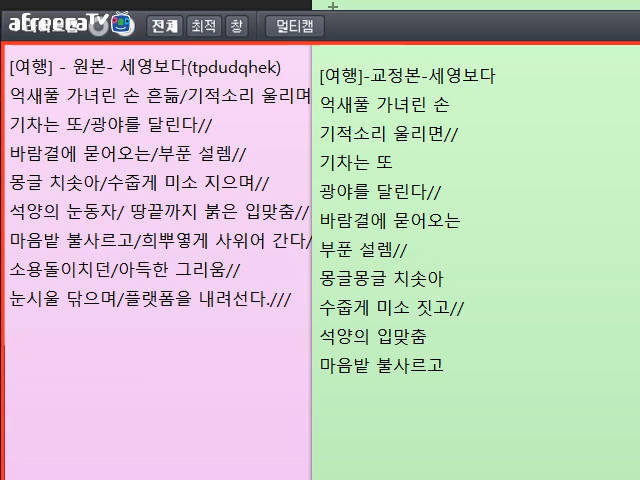 afreecaTV
전체 최적 창 멀티캠
[여행] - 원본- 세영보다(tpdudqhek)
억새풀 가녀린 손 흔듦/기적소리 울리며
기차는 또/광야를 달린다//
바람결에 묻어오는/부푼 설렘//
몽글 치솟아/수줍게 미소 지으며//
석양의 눈동자/ 땅끝까지 붉은 입맞춤//
마음밭 불사르고/희뿌옇게 사위어 간다/
소용돌이치던/아득한 그리움//
눈시울 닦으며/플랫폼을 내려선다.///
[여행]-교정본-세영보다
억새풀 가녀린 손
기적소리 울리면//
기차는 또
광야를 달린다//
바람결에 묻어오는
부푼 설렘//
몽글몽글 치솟아
수줍게 미소 짓고//
석양의 입맞춤
마음밭 불사르고